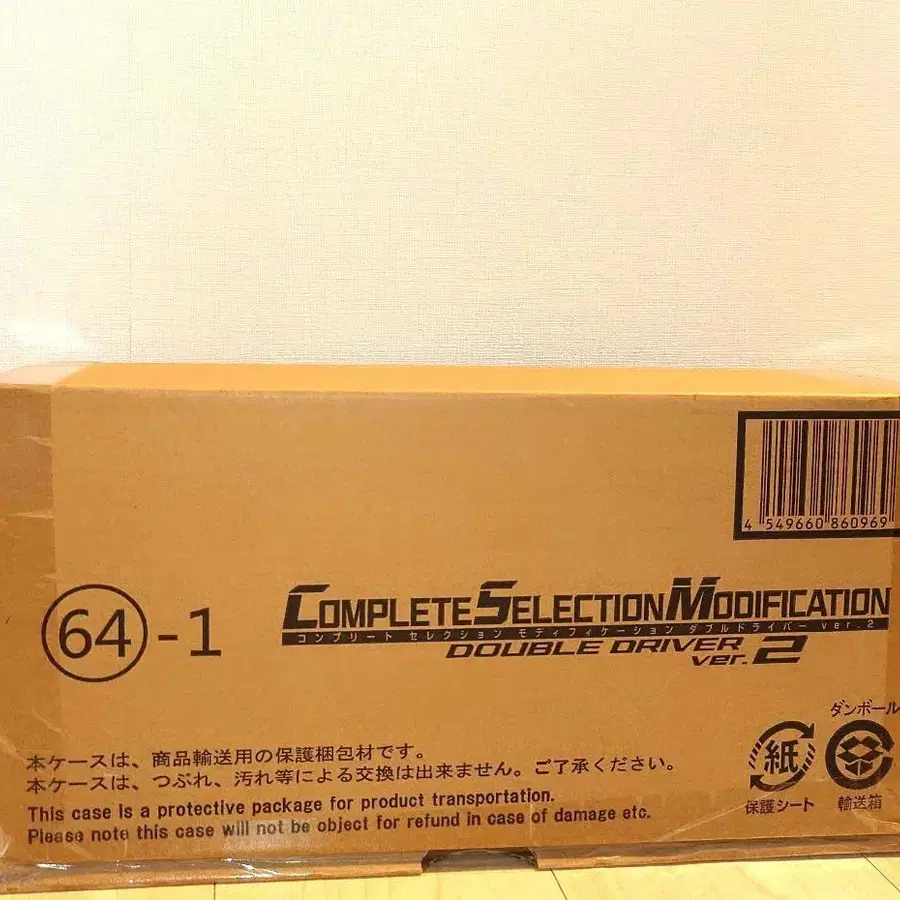 4 549660 860969
64-1
COMPLETE SELECTION MODIFICATION
コンプリート セレクション モディフィケーション ダブルドライバー ver.2
DOUBLE DRIVER
ver.2
本ケースは、商品輸送用の保護梱包材です。
本ケースは、つぶれ、汚れ等による交換は出来ません。ご了承ください。
This case is a protective package for product transportation.
Please note this case will not be object for refund in case of damage etc.
紙
保護シート
ダンボール
輸送箱